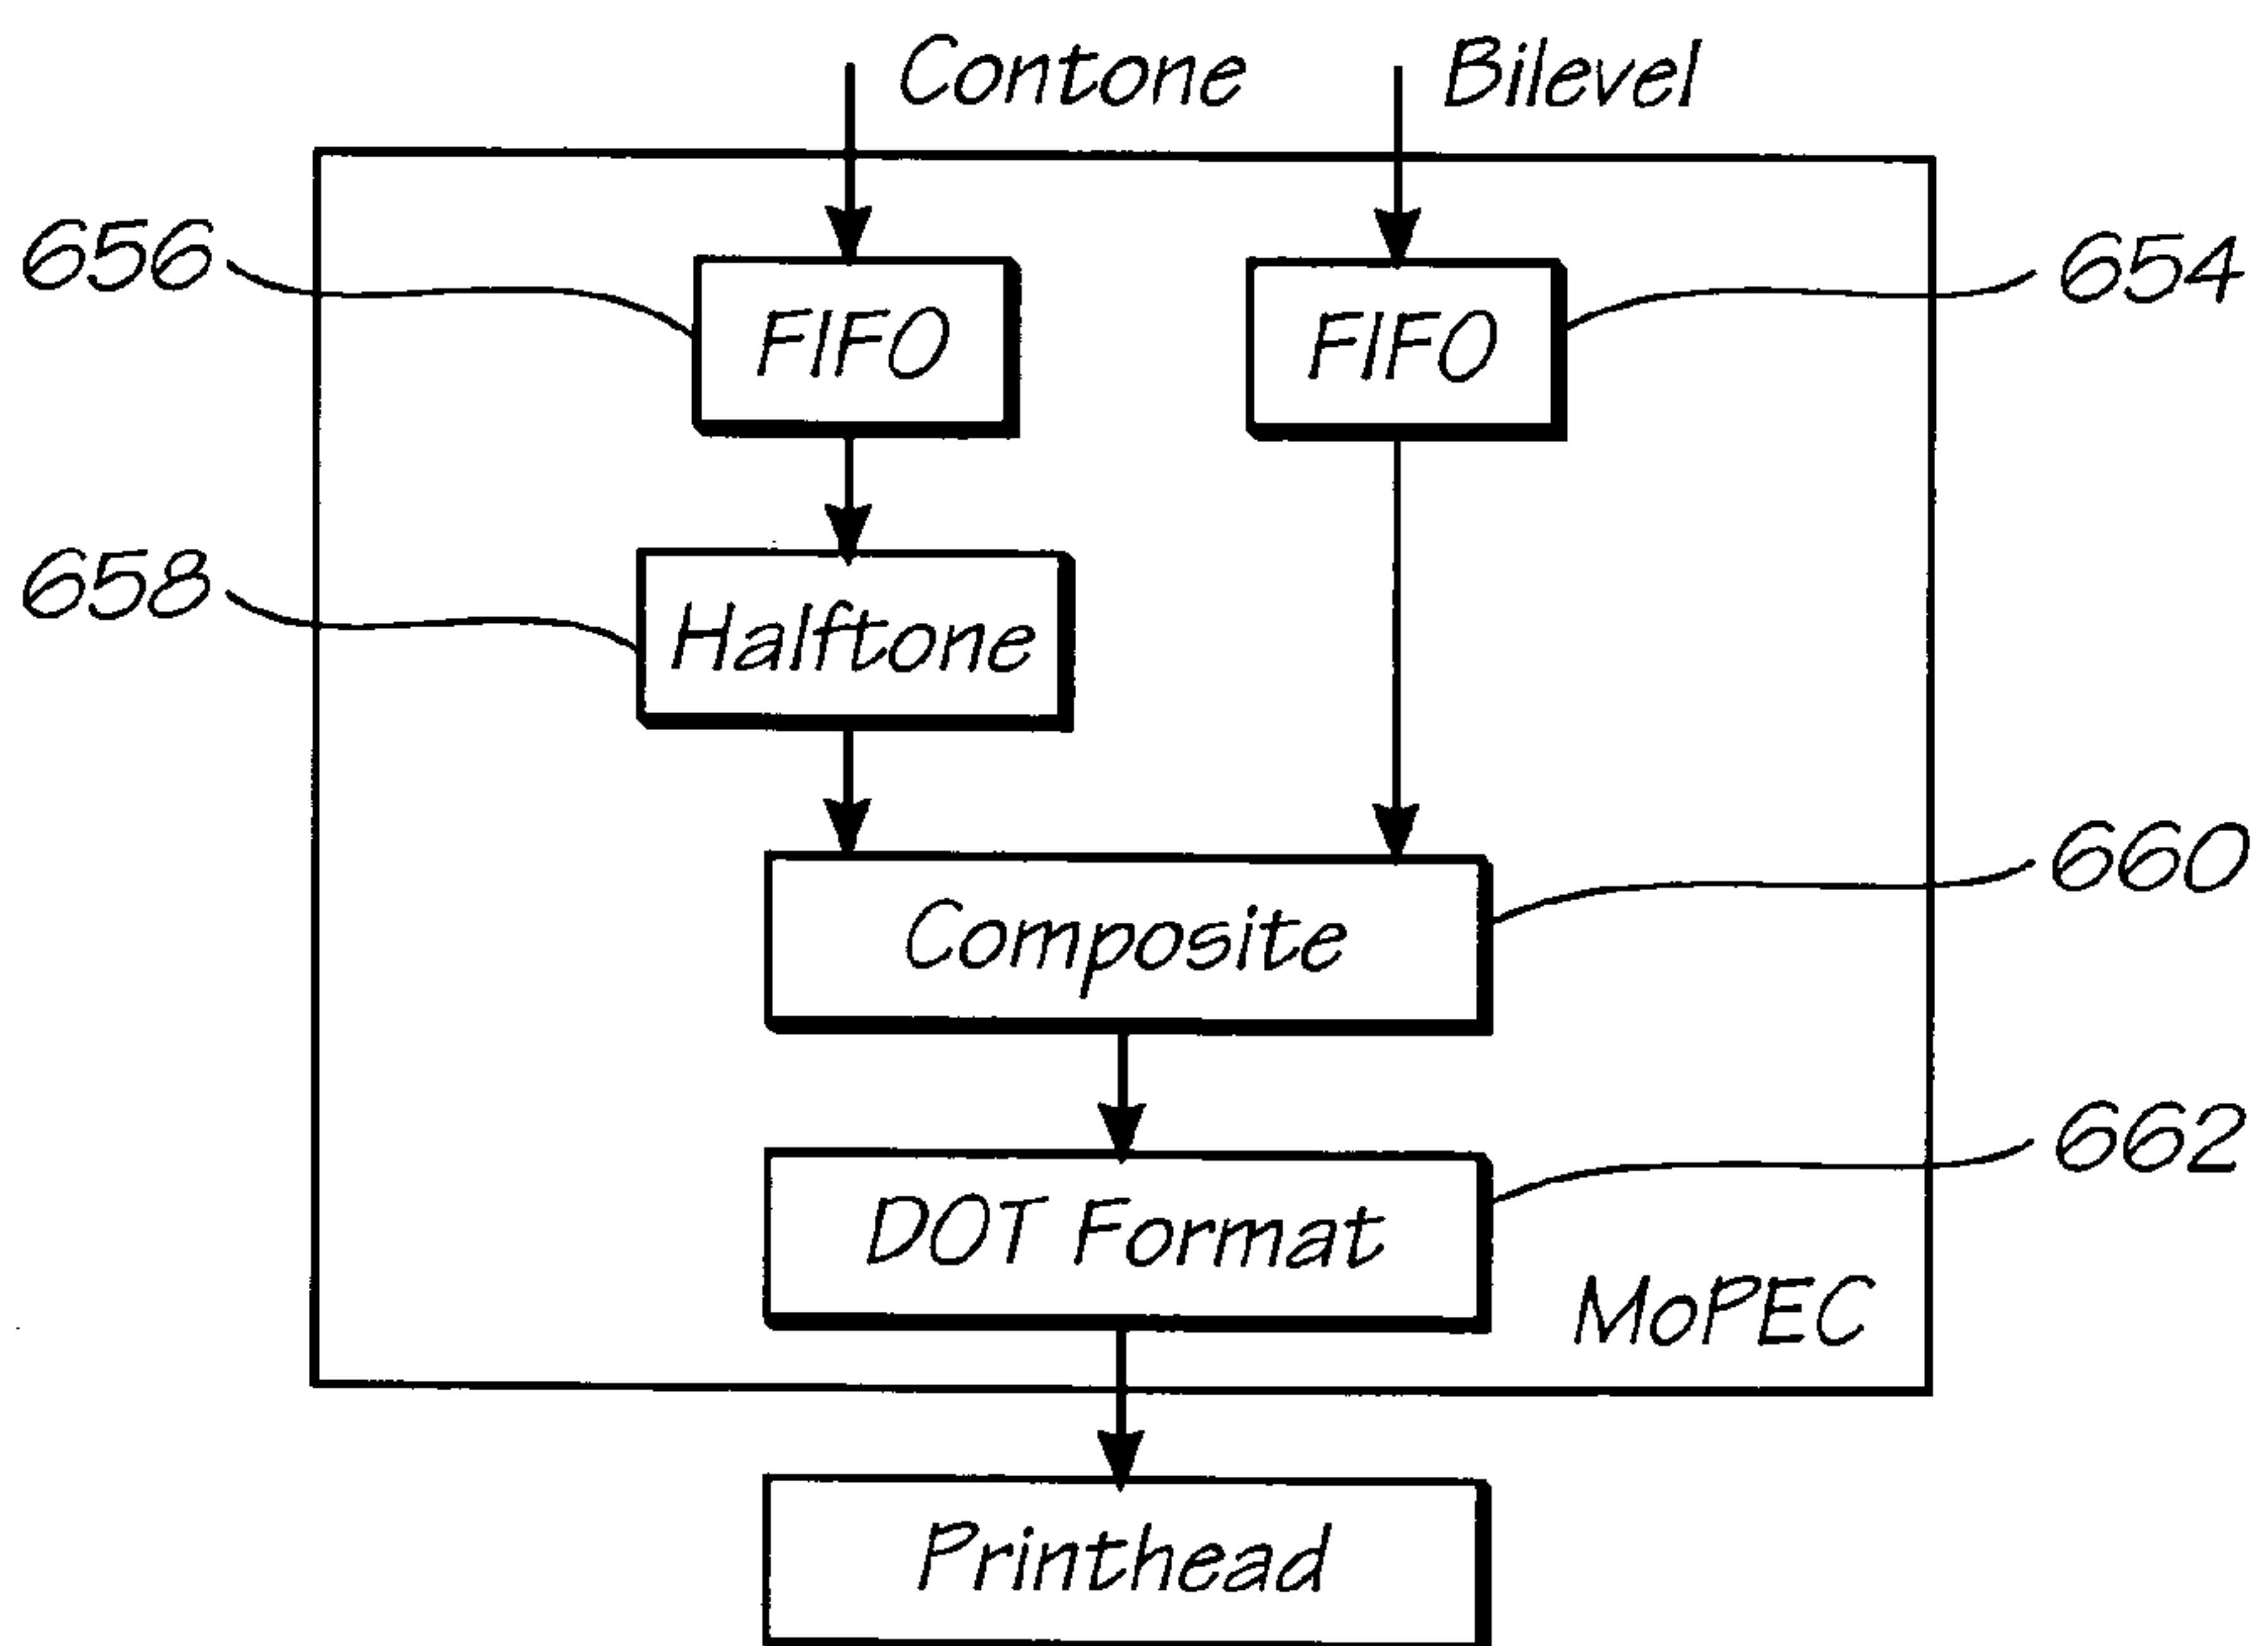 Contone
Bilevel
656
FIFO
FIFO
654
658
Halftone
Composite
660
DOT Format
662
MoPEC
Printhead